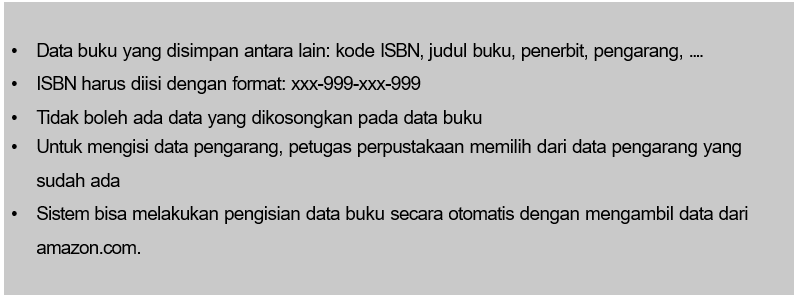 • Data buku yang disimpan antara lain: kode ISBN, judul buku, penerbit, pengarang, ....
• ISBN harus diisi dengan format: xxx-999-xxx-999
• Tidak boleh ada data yang dikosongkan pada data buku
• Untuk mengisi data pengarang, petugas perpustakaan memilih dari data pengarang yang
sudah ada
• Sistem bisa melakukan pengisian data buku secara otomatis dengan mengambil data dari
amazon.com.